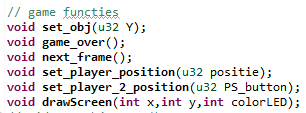 // game functies
void set_obj(u32 Y);
void game_over();
void next_frame();
void set_player_position(u32 positie);
void set_player_2_position(u32 PS_button);
void drawScreen(int x,int y,int colorLED);